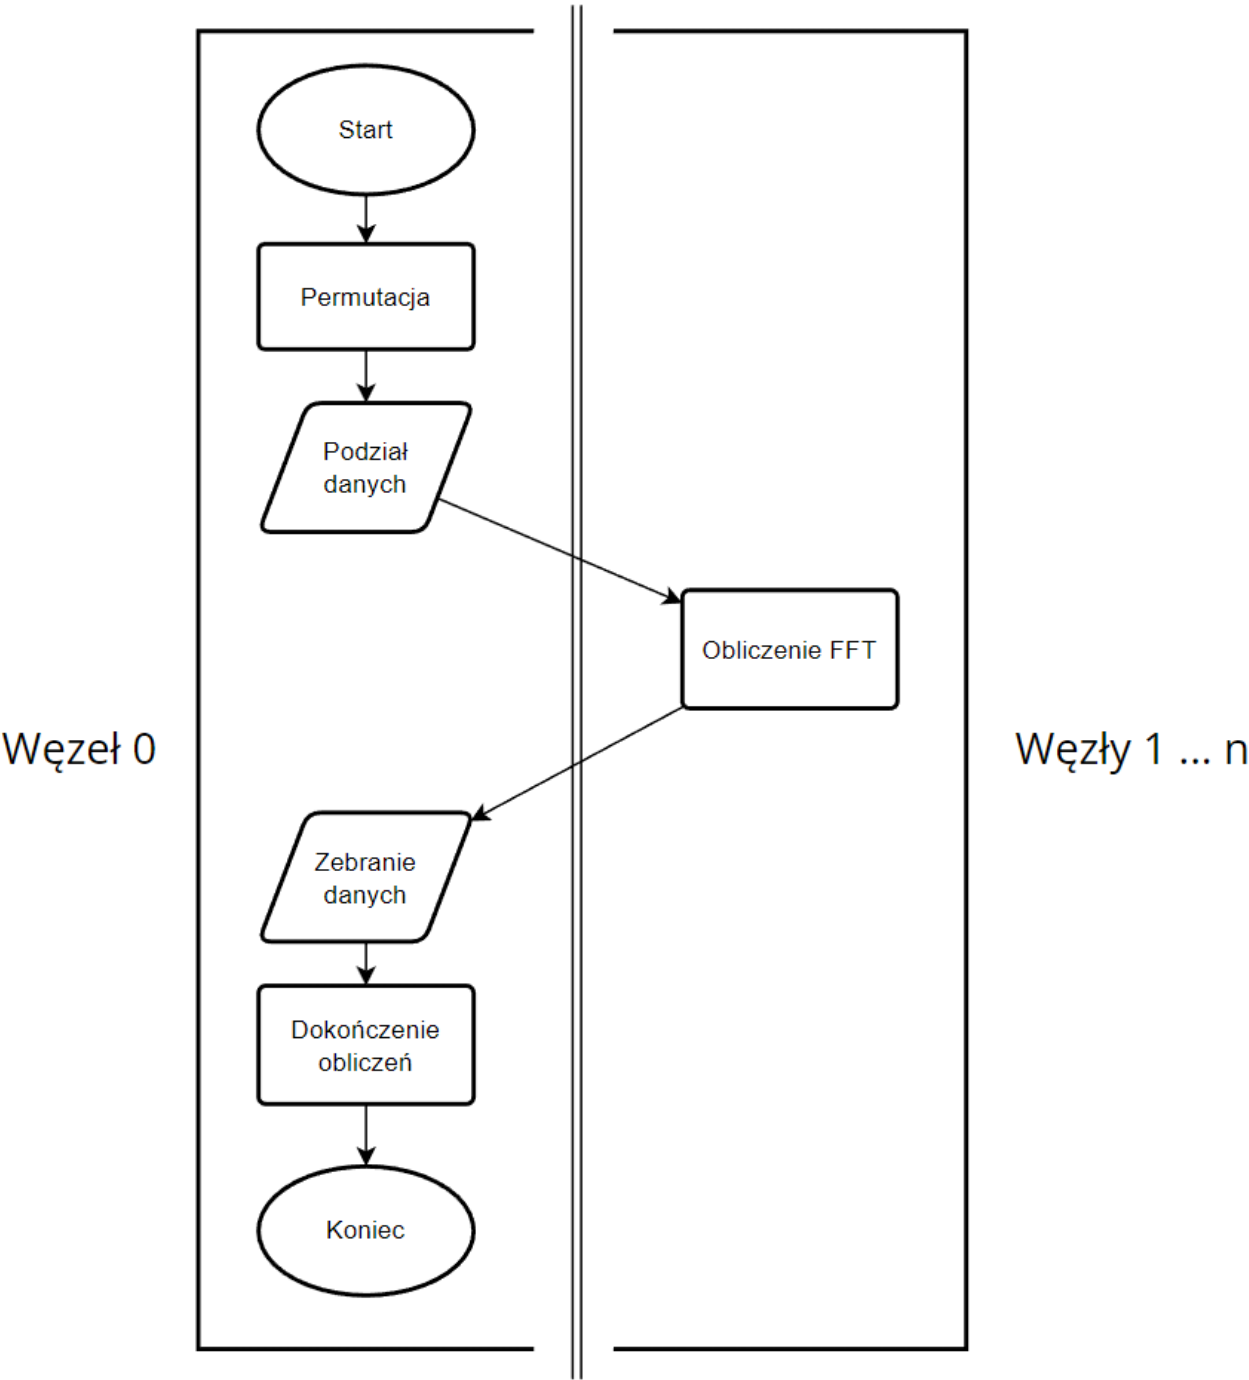 Start
Permutacja
Podział
danych
Obliczenie FFT
Węzeł 0
Węzły 1 ... n
Zebranie
danych
Dokończenie
obliczeń
Koniec